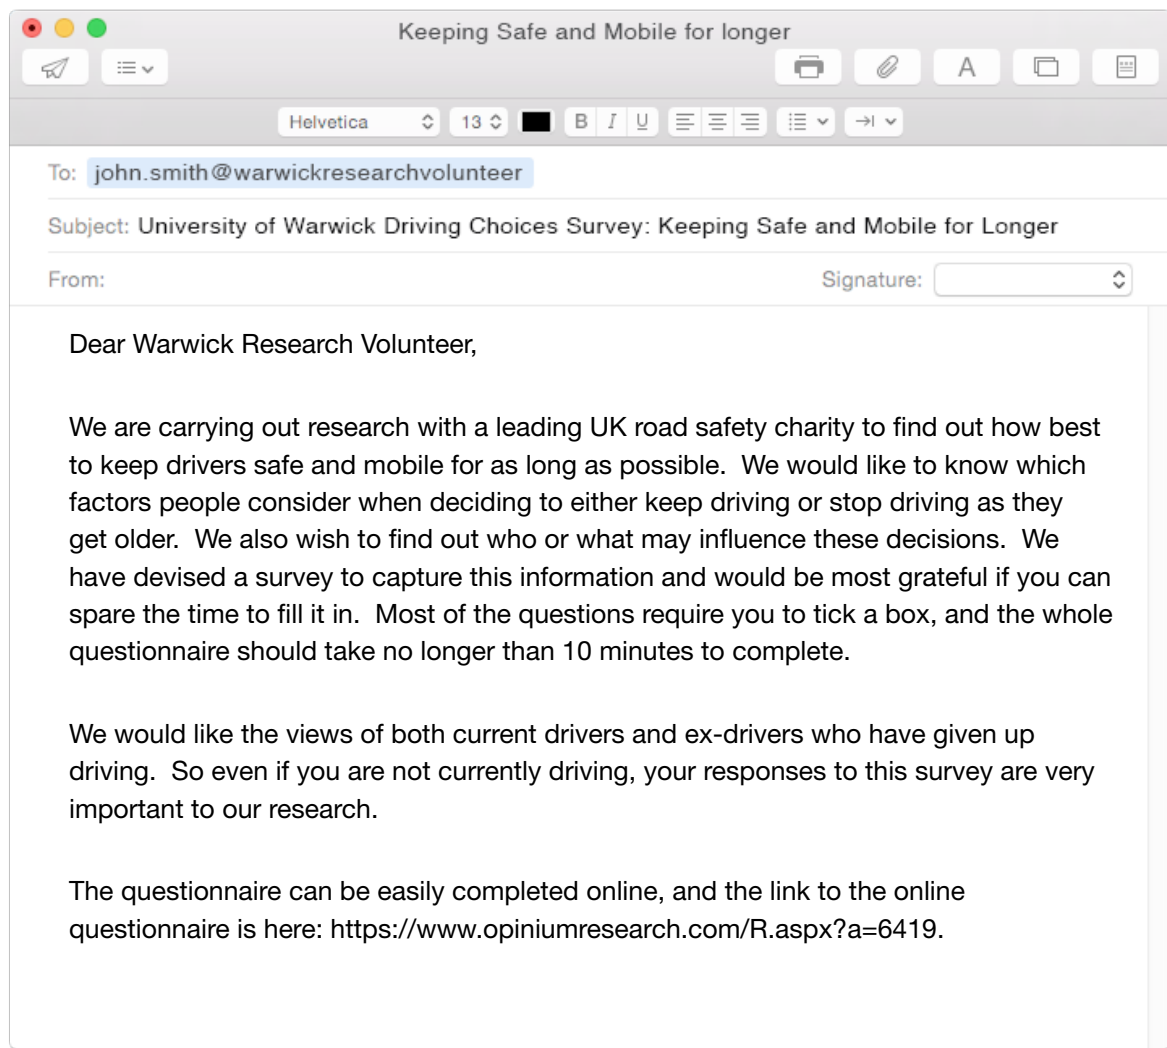 Keeping Safe and Mobile for longer
A
Helvetica 13 B I U
To: john.smith@warwickresearchvolunteer
Subject: University of Warwick Driving Choices Survey: Keeping Safe and Mobile for Longer
From: Signature:
Dear Warwick Research Volunteer,
We are carrying out research with a leading UK road safety charity to find out how best
to keep drivers safe and mobile for as long as possible.  We would like to know which
factors people consider when deciding to either keep driving or stop driving as they
get older.  We also wish to find out who or what may influence these decisions.  We
have devised a survey to capture this information and would be most grateful if you can
spare the time to fill it in.  Most of the questions require you to tick a box, and the whole
questionnaire should take no longer than 10 minutes to complete.
We would like the views of both current drivers and ex-drivers who have given up
driving.  So even if you are not currently driving, your responses to this survey are very
important to our research.
The questionnaire can be easily completed online, and the link to the online
questionnaire is here: https://www.opiniumresearch.com/R.aspx?a=6419.